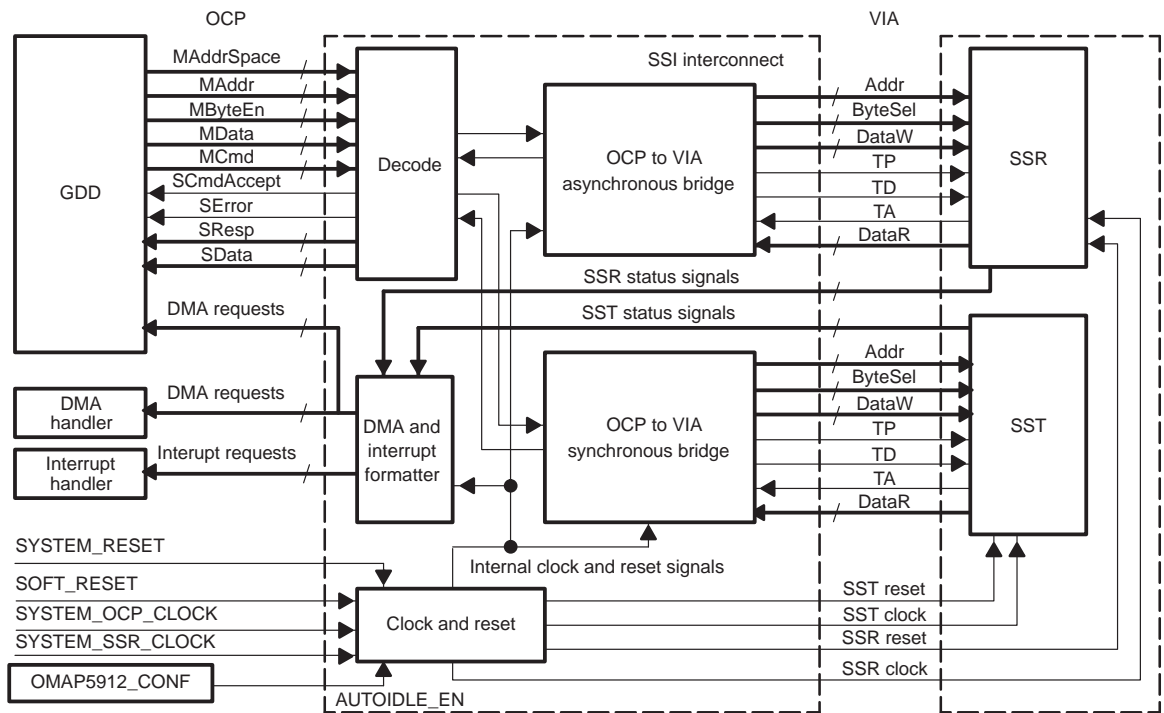 OCP
VIA
MAddrSpace
MAddr
MByteEn
MData
MCmd
SCmdAccept
SError
SResp
SData
GDD
DMA requests
DMA requests
Interupt requests
DMA
handler
Interrupt
handler
SSI interconnect
Decode
OCP to VIA
asynchronous bridge
Addr
ByteSel
DataW
TP
TD
TA
DataR
SSR
SSR status signals
SST status signals
DMA and
interrupt
formatter
OCP to VIA
synchronous bridge
Addr
ByteSel
DataW
TP
TD
TA
DataR
SST
SYSTEM_RESET
SOFT_RESET
SYSTEM_OCP_CLOCK
SYSTEM_SSR_CLOCK
OMAP5912_CONF
Internal clock and reset signals
Clock and reset
AUTOIDLE_EN
SST reset
SST clock
SSR reset
SSR clock